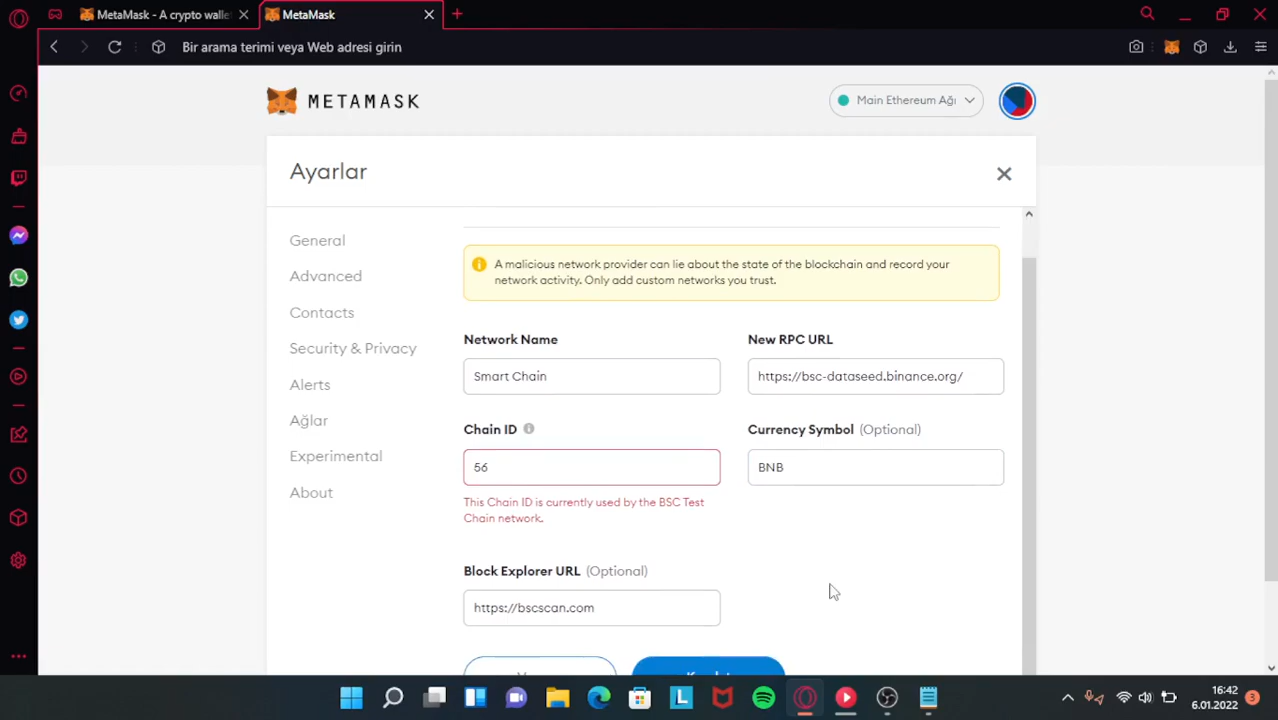 MetaMask - A crypto walle
MetaMask
Bir arama terimi veya Web adresi girin
METAMASK
Main Ethereum Ağı
Ayarlar
General
Advanced
Contacts
Security & Privacy
Alerts
Ağlar
Experimental
About
A malicious network provider can lie about the state of the blockchain and record your
network activity. Only add custom networks you trust.
Network Name
Smart Chain
New RPC URL
https://bsc-dataseed.binance.org/
Chain ID
56
This Chain ID is currently used by the BSC Test
Chain network.
Currency Symbol (Optional)
BNB
Block Explorer URL (Optional)
https://bscscan.com
16:42
6.01.2022
3